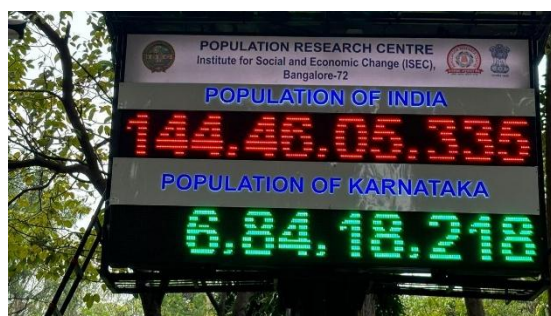 POPULATION RESEARCH CENTRE
Institute for Social and Economic Change (ISEC),
Bangalore-72
POPULATION OF INDIA
144.46.05.335
POPULATION OF KARNATAKA
6.84.18.218